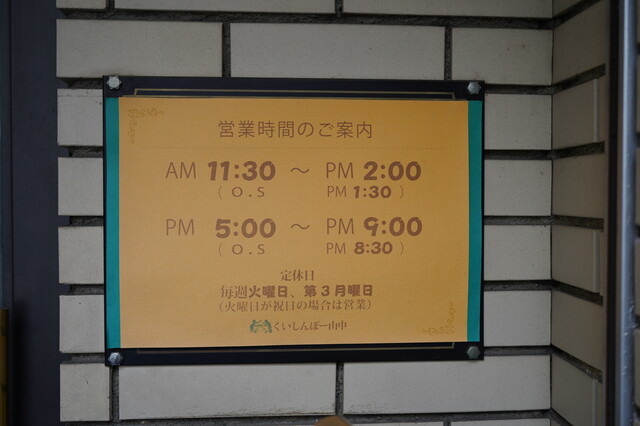 営業時間のご案内
AM 11:30 ～ PM 2:00
( O.S PM 1:30 )
PM 5:00 ～ PM 9:00
( O.S PM 8:30 )
定休日
毎週火曜日、第3月曜日
(火曜日が祝日の場合は営業)
くいしんぼー山中